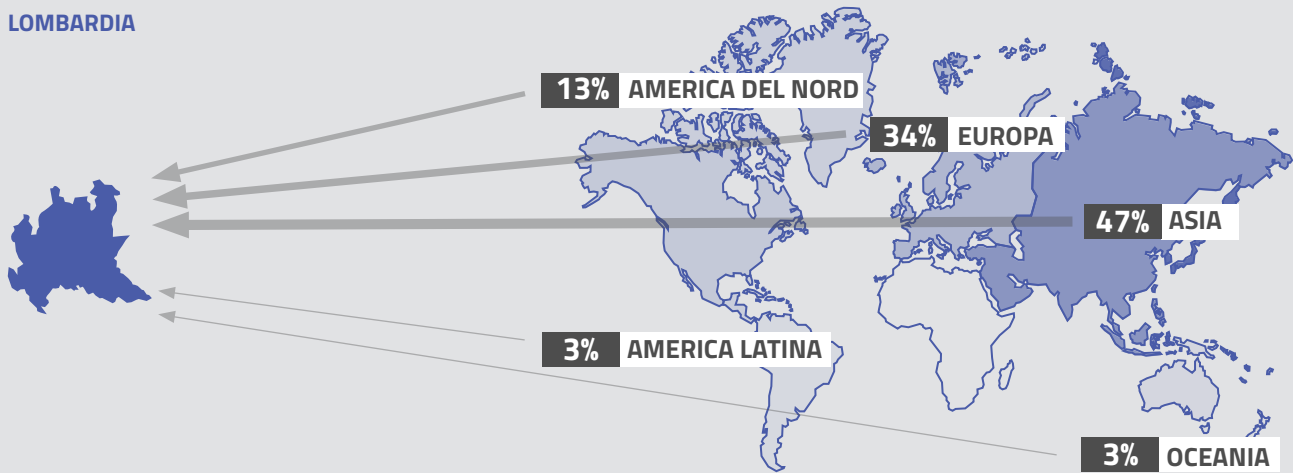 LOMBARDIA
13% AMERICA DEL NORD
34% EUROPA
47% ASIA
3% AMERICA LATINA
3% OCEANIA